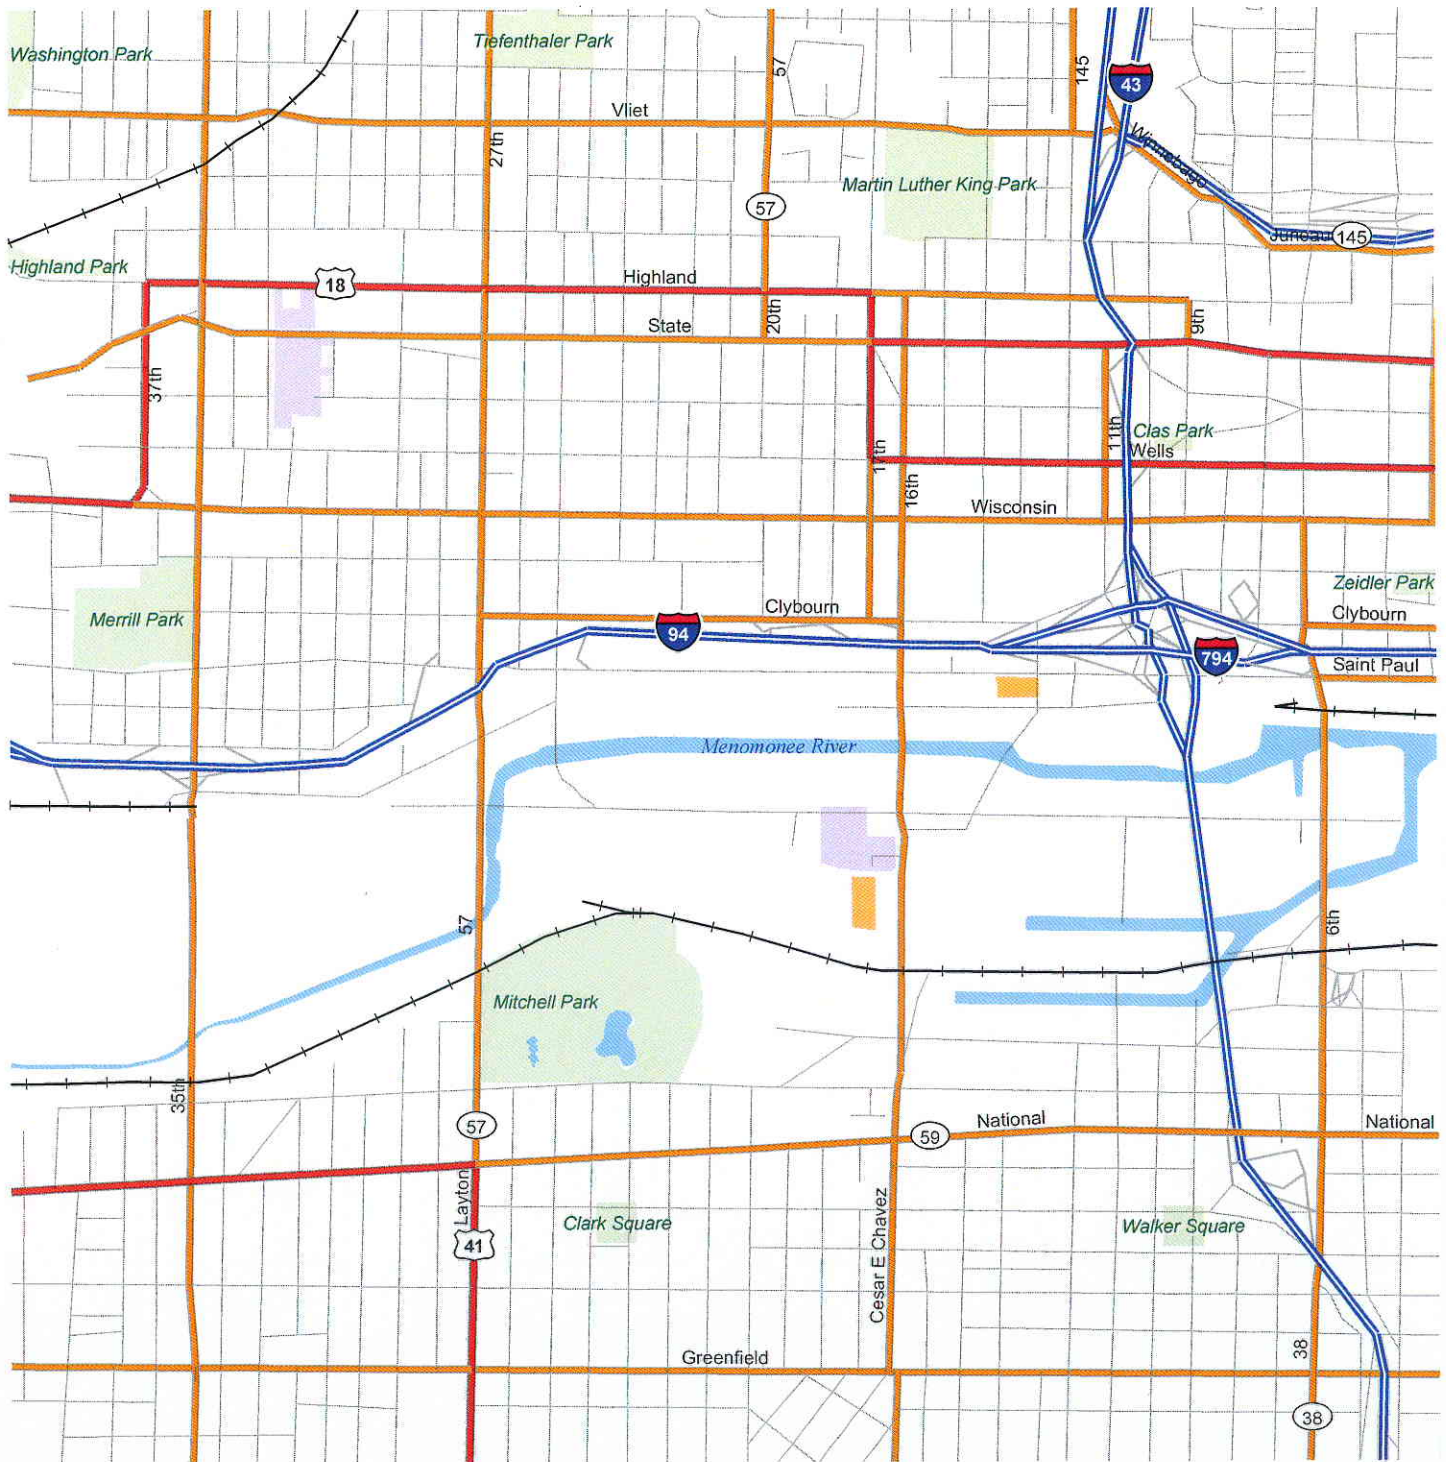 Washington Park
Tiefenthaler Park
57
145
43
Vliet
27th
Winnebago
Martin Luther King Park
57
Juneau
145
Highland Park
18
Highland
20th
9th
State
37th
11th
Clas Park
Wells
17th
16th
Wisconsin
Zeidler Park
Clybourn
Clybourn
Merrill Park
94
794
Saint Paul
Menomonee River
57
6th
Mitchell Park
35th
57
59
National
National
Layton
Cesar E Chavez
Clark Square
Walker Square
41
38
Greenfield
38